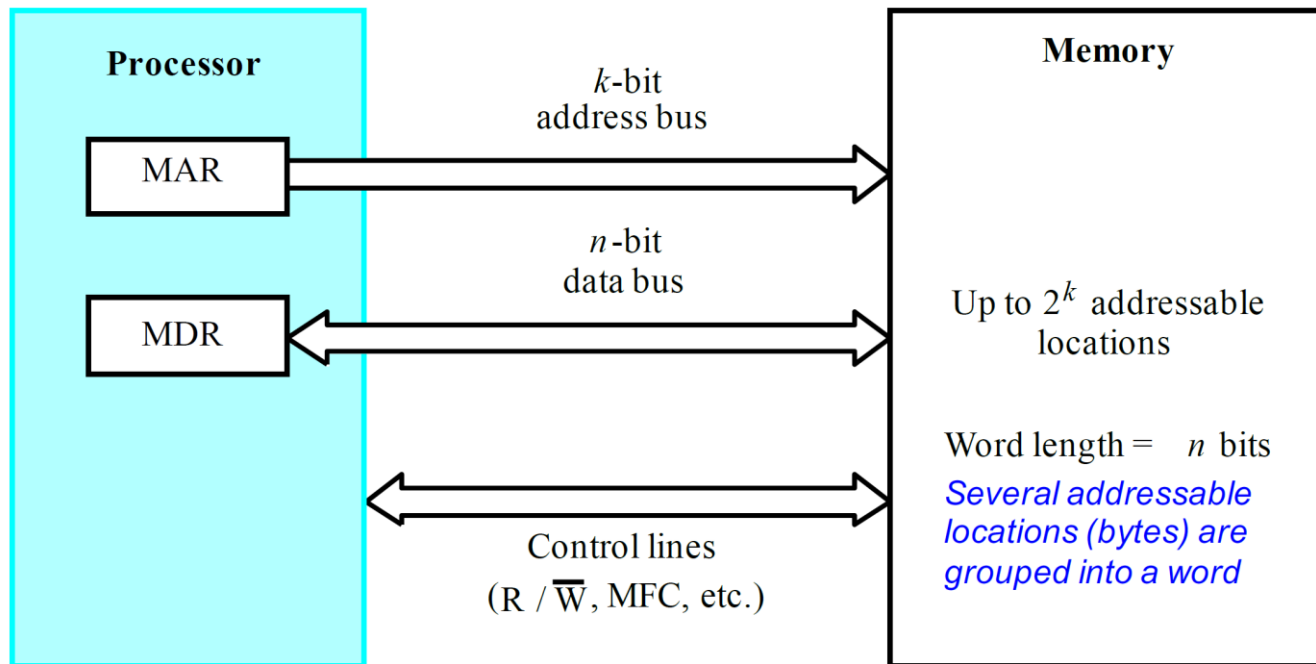 Processor
Memory
k-bit
address bus
MAR
n-bit
data bus
MDR
Up to 2^k addressable
locations
Word length = n bits
Several addressable
locations (bytes) are
grouped into a word
Control lines
(R / W̅, MFC, etc.)